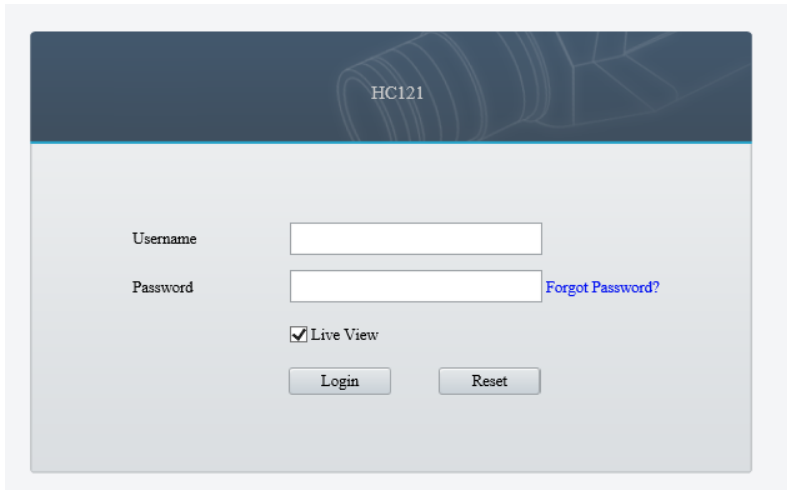 HC121
Username
Password Forgot Password?
Live View
Login Reset